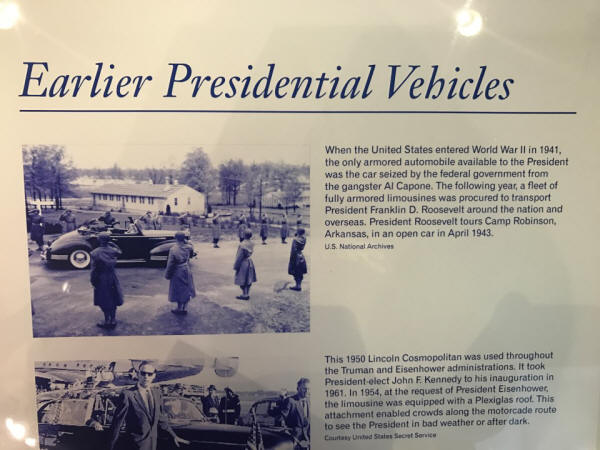 Earlier Presidential Vehicles
When the United States entered World War II in 1941,
the only armored automobile available to the President
was the car seized by the federal government from
the gangster Al Capone. The following year, a fleet of
fully armored limousines was procured to transport
President Franklin D. Roosevelt around the nation and
overseas. President Roosevelt tours Camp Robinson,
Arkansas, in an open car in April 1943.
U.S. National Archives
This 1950 Lincoln Cosmopolitan was used throughout
the Truman and Eisenhower administrations. It took
President-elect John F. Kennedy to his inauguration in
1961. In 1954, at the request of President Eisenhower,
the limousine was equipped with a Plexiglas roof. This
attachment enabled crowds along the motorcade route
to see the President in bad weather or after dark.
Courtesy United States Secret Service